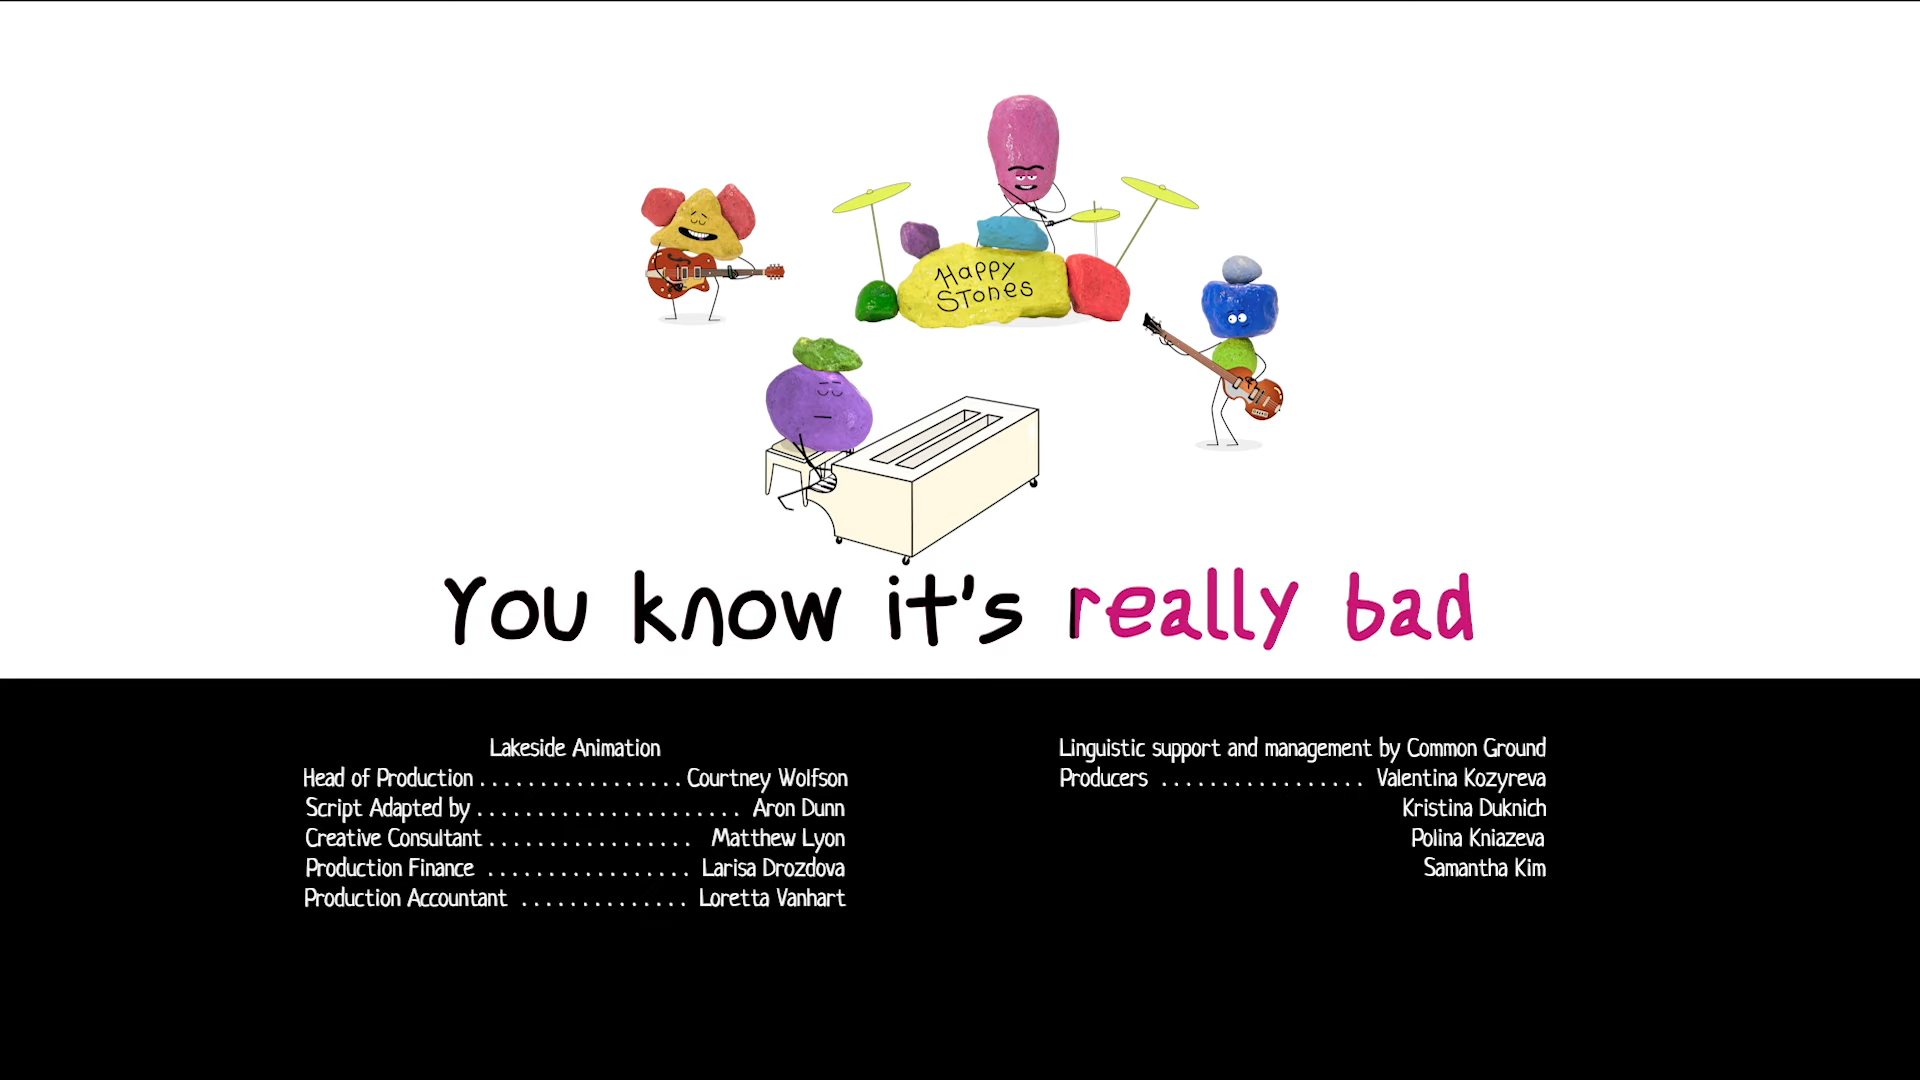 Happy
Stones
You know it's really bad
Lakeside Animation
Head of Production ................. Courtney Wolfson
Script Adapted by ...................... Aron Dunn
Creative Consultant ................. Matthew Lyon
Production Finance ................. Larisa Drozdova
Production Accountant .............. Loretta Vanhart
Linguistic support and management by Common Ground
Producers ................. Valentina Kozyreva
Kristina Duknich
Polina Kniazeva
Samantha Kim